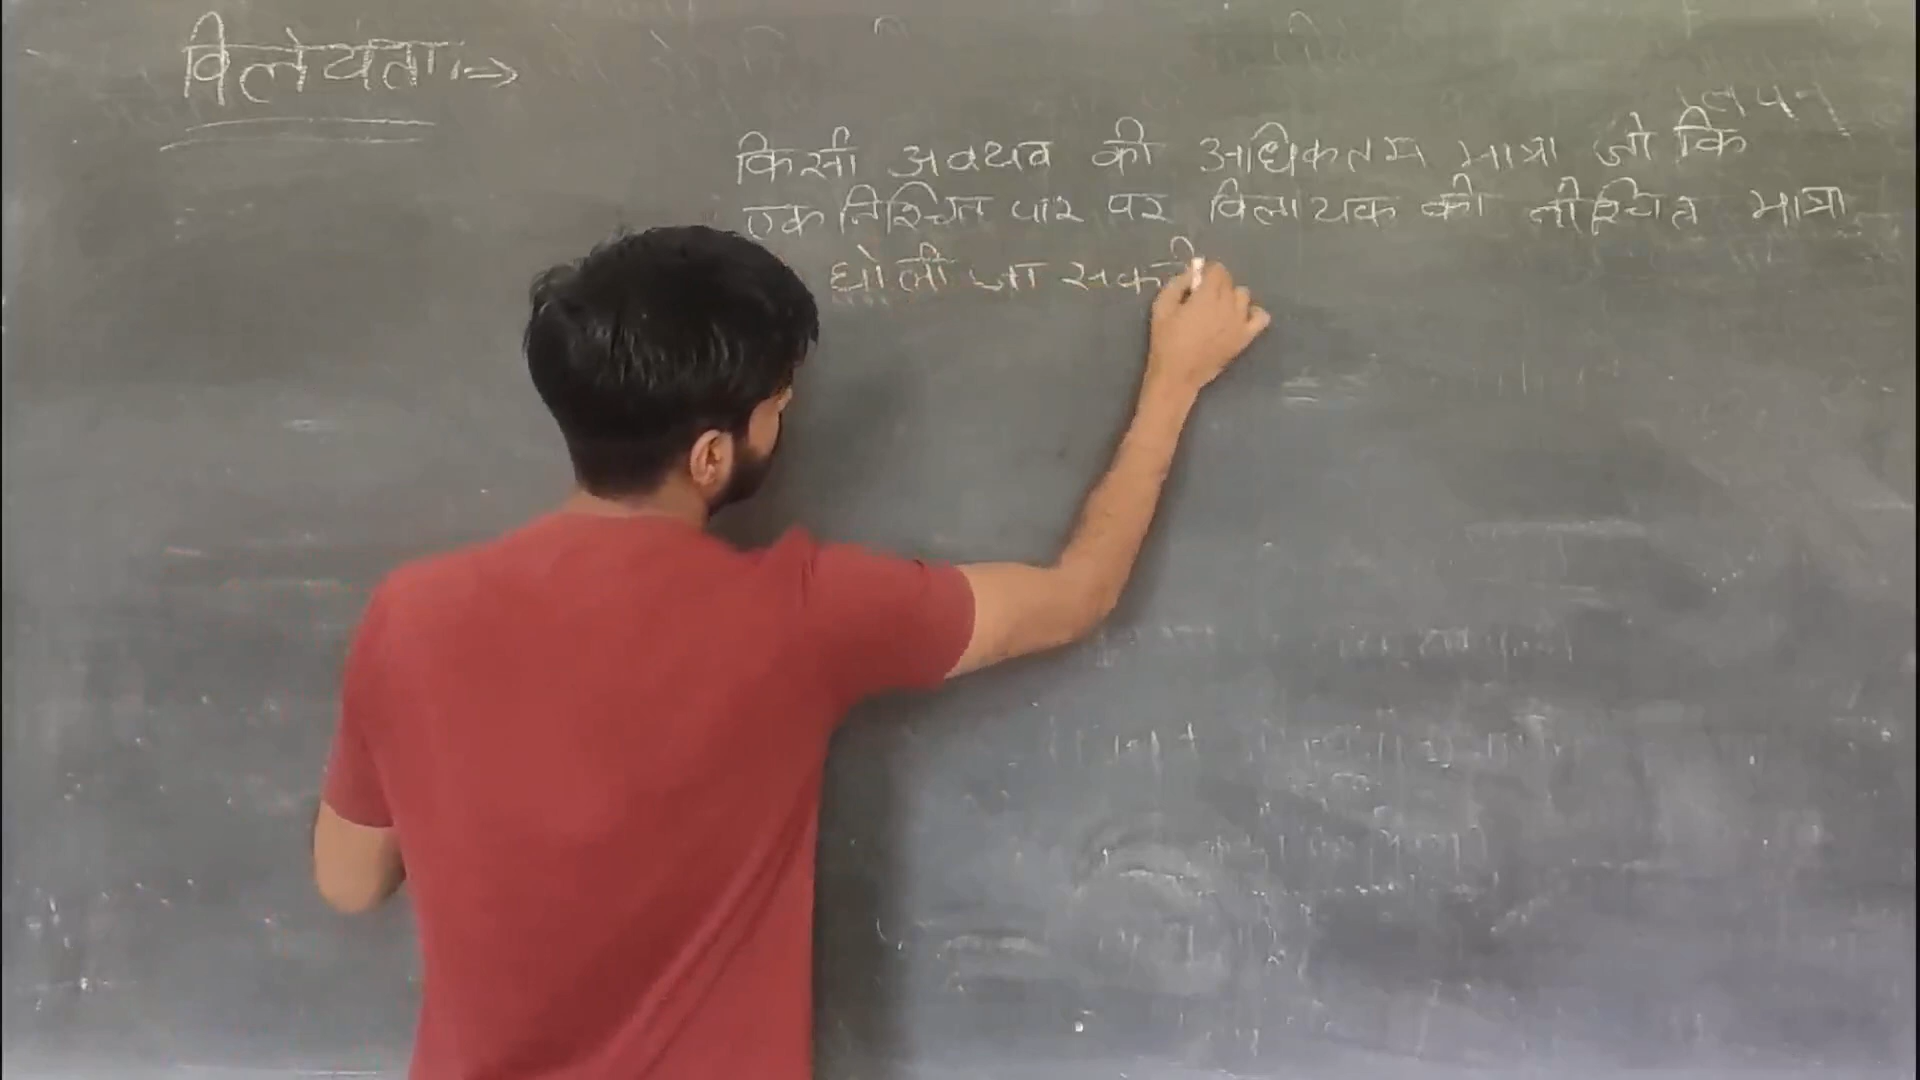 विलेयता :->
किसी अवयव की अधिकतम मात्रा जो कि
एक निश्चित पार पर विलायक की नीश्चित मात्रा
घोली जा सकती